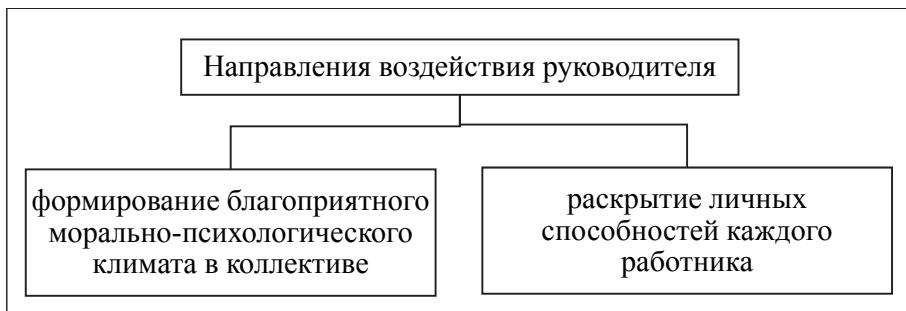 Направления воздействия руководителя
формирование благоприятного
морально-психологического
климата в коллективе
раскрытие личных
способностей каждого
работника